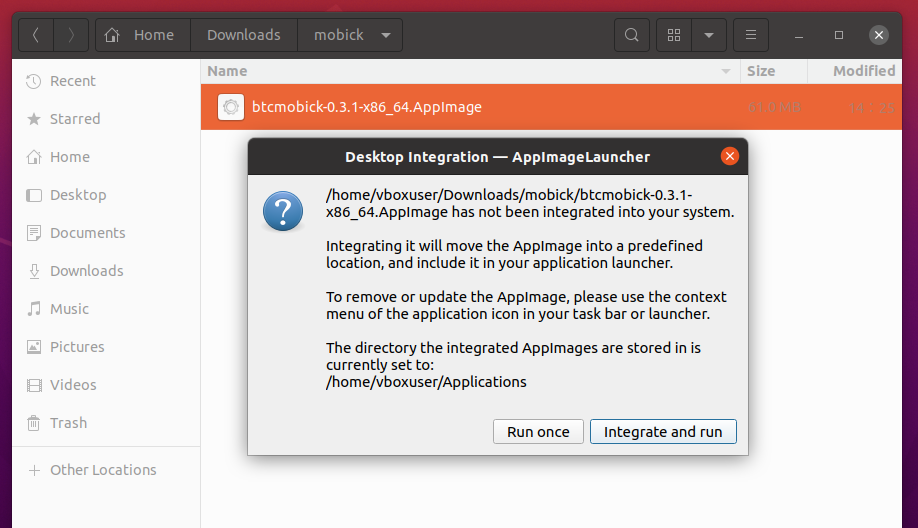 Home
Downloads
mobick
Name
Size
Modified
Recent
Starred
Home
Desktop
Documents
Downloads
Music
Pictures
Videos
Trash
Other Locations
btcmobick-0.3.1-x86_64.AppImage
Desktop Integration — AppImageLauncher
/home/vboxuser/Downloads/mobick/btcmobick-0.3.1-
x86_64.AppImage has not been integrated into your system.
Integrating it will move the AppImage into a predefined
location, and include it in your application launcher.
To remove or update the AppImage, please use the context
menu of the application icon in your task bar or launcher.
The directory the integrated AppImages are stored in is
currently set to:
/home/vboxuser/Applications
Run once
Integrate and run